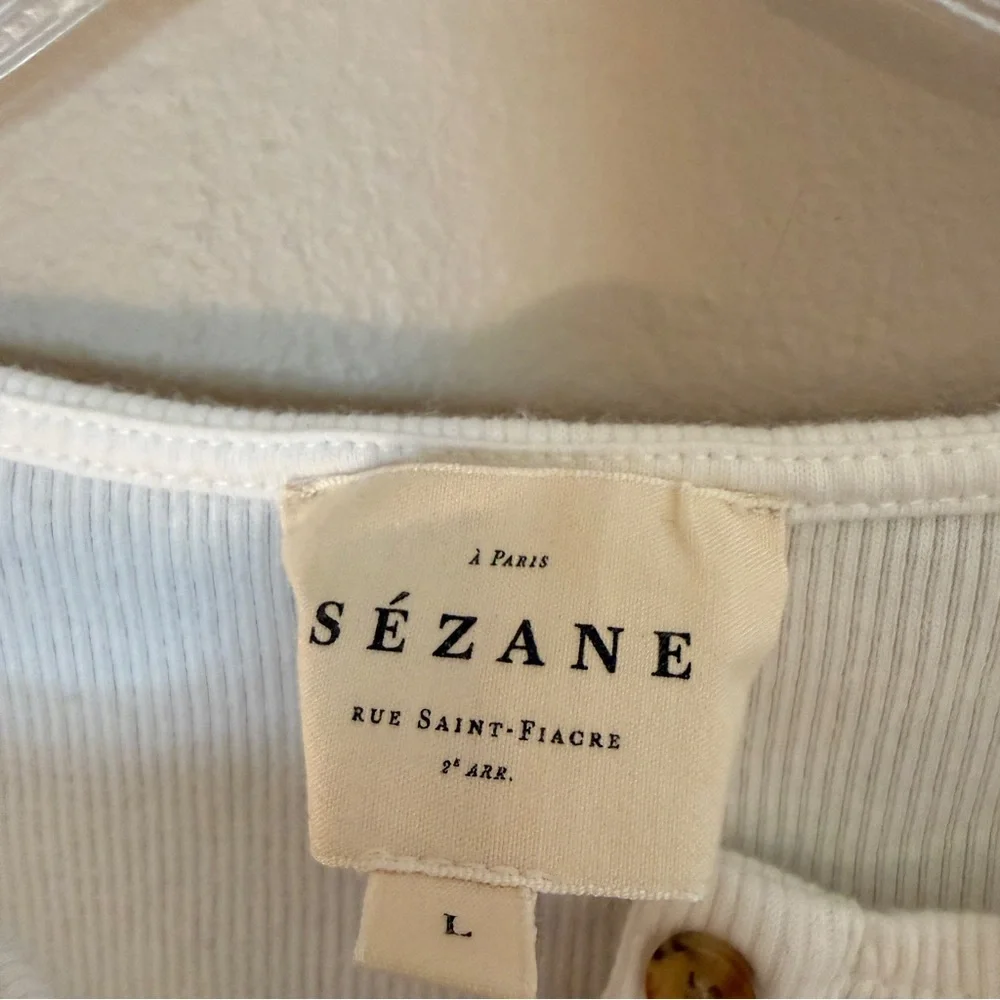 À PARIS
SÉZANE
RUE SAINT-FIACRE
2ᵉ ARR.
L